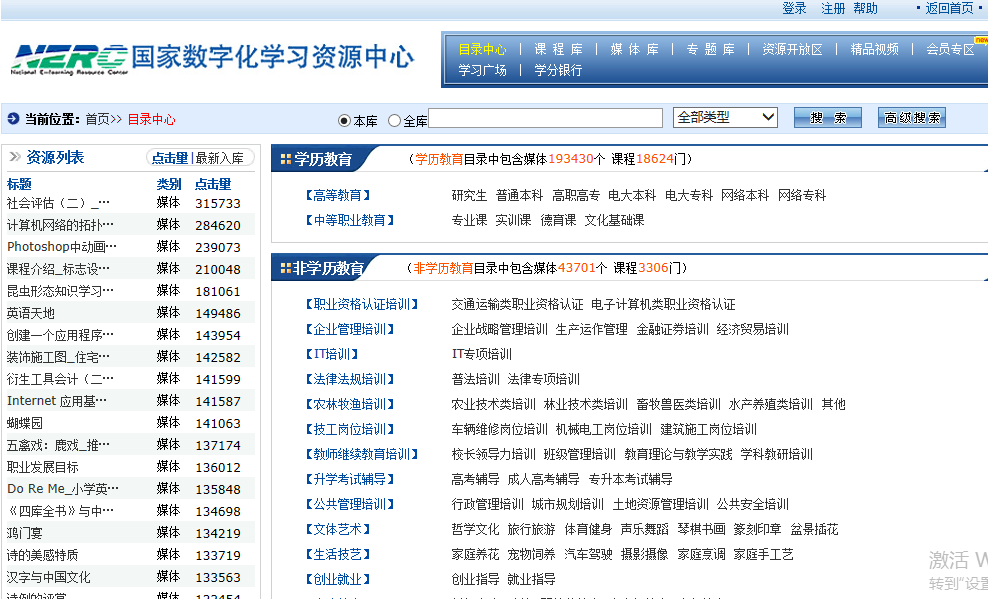 登录 注册 帮助 · 返回首页 ·
NERC 国家数字化学习资源中心
National E-learning Resource Center
目录中心 | 课 程 库 | 媒 体 库 | 专 题 库 | 资源开放区 | 精品视频 | 会员专区 new
学习广场 | 学分银行
当前位置: 首页>> 目录中心
本库 全库 全部类型 搜 索 高级搜索
资源列表 点击量|最新入库
标题 类别 点击量
社会评估（二）_… 媒体 315733
计算机网络的拓扑… 媒体 284620
Photoshop中动画… 媒体 239073
课程介绍_标志设… 媒体 210048
昆虫形态知识学习… 媒体 181061
英语天地 媒体 149486
创建一个应用程序… 媒体 143954
装饰施工图_住宅… 媒体 142582
衍生工具会计（二… 媒体 141599
Internet 应用基… 媒体 141587
蝴蝶园 媒体 141063
五禽戏：鹿戏_推… 媒体 137174
职业发展目标 媒体 136012
Do Re Me_小学英… 媒体 135848
《四库全书》与中… 媒体 134698
鸿门宴 媒体 134219
诗的美感特质 媒体 133719
汉字与中国文化 媒体 133563
学历教育 （学历教育目录中包含媒体193430个 课程18624门）
【高等教育】 研究生 普通本科 高职高专 电大本科 电大专科 网络本科 网络专科
【中等职业教育】 专业课 实训课 德育课 文化基础课
非学历教育 （非学历教育目录中包含媒体43701个 课程3306门）
【职业资格认证培训】 交通运输类职业资格认证 电子计算机类职业资格认证
【企业管理培训】 企业战略管理培训 生产运作管理 金融证券培训 经济贸易培训
【IT培训】 IT专项培训
【法律法规培训】 普法培训 法律专项培训
【农林牧渔培训】 农业技术类培训 林业技术类培训 畜牧兽医类培训 水产养殖类培训 其他
【技工岗位培训】 车辆维修岗位培训 机械电工岗位培训 建筑施工岗位培训
【教师继续教育培训】 校长领导力培训 班级管理培训 教育理论与教学实践 学科教研培训
【升学考试辅导】 高考辅导 成人高考辅导 专升本考试辅导
【公共管理培训】 行政管理培训 城市规划培训 土地资源管理培训 公共安全培训
【文体艺术】 哲学文化 旅行旅游 体育健身 声乐舞蹈 琴棋书画 篆刻印章 盆景插花
【生活技艺】 家庭养花 宠物饲养 汽车驾驶 摄影摄像 家庭烹调 家庭手工艺
【创业就业】 创业指导 就业指导
激活 W
转到"设置